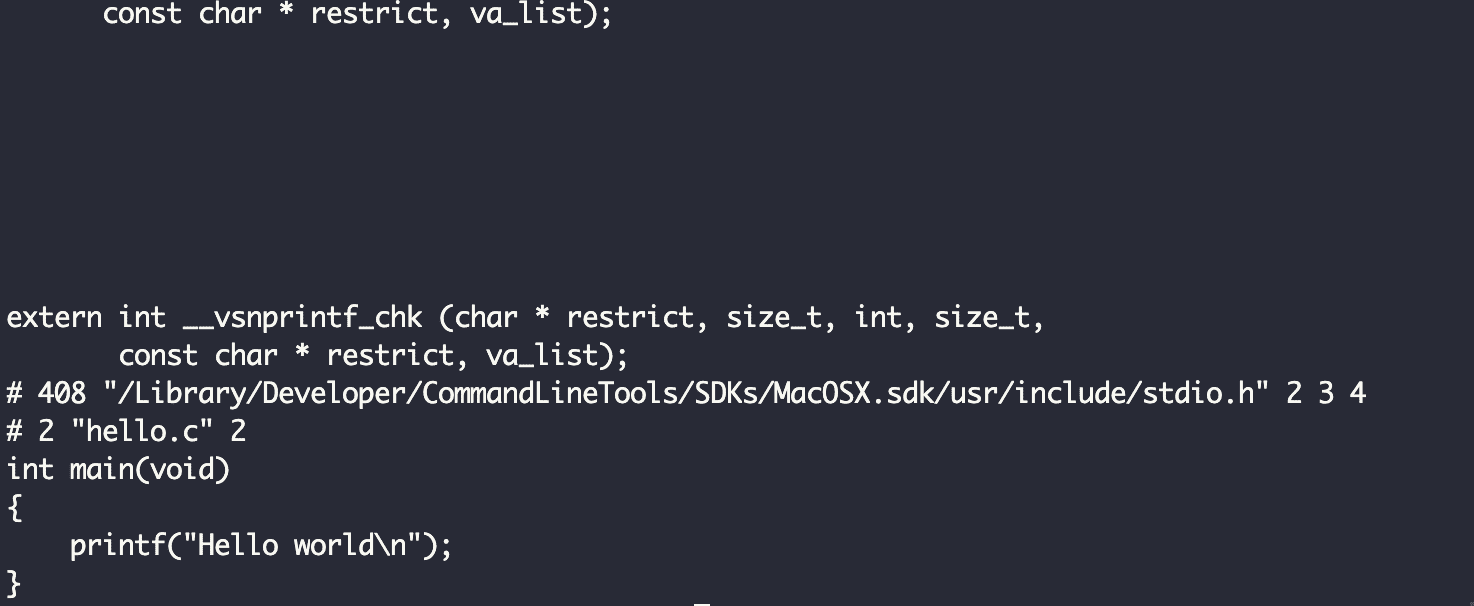 const char * restrict, va_list);
extern int __vsnprintf_chk (char * restrict, size_t, int, size_t,
const char * restrict, va_list);
# 408 "/Library/Developer/CommandLineTools/SDKs/MacOSX.sdk/usr/include/stdio.h" 2 3 4
# 2 "hello.c" 2
int main(void)
{
printf("Hello world\n");
}